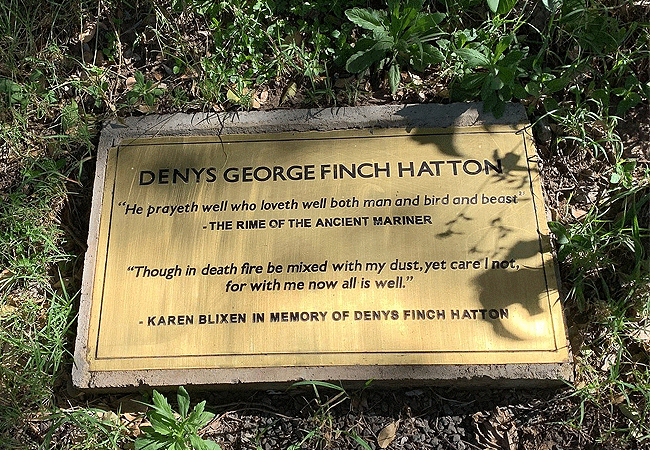 DENYS GEORGE FINCH HATTON
“He prayeth well who loveth well both man and bird and beast”
- THE RIME OF THE ANCIENT MARINER
“Though in death fire be mixed with my dust, yet care I not,
for with me now all is well.”
- KAREN BLIXEN IN MEMORY OF DENYS FINCH HATTON